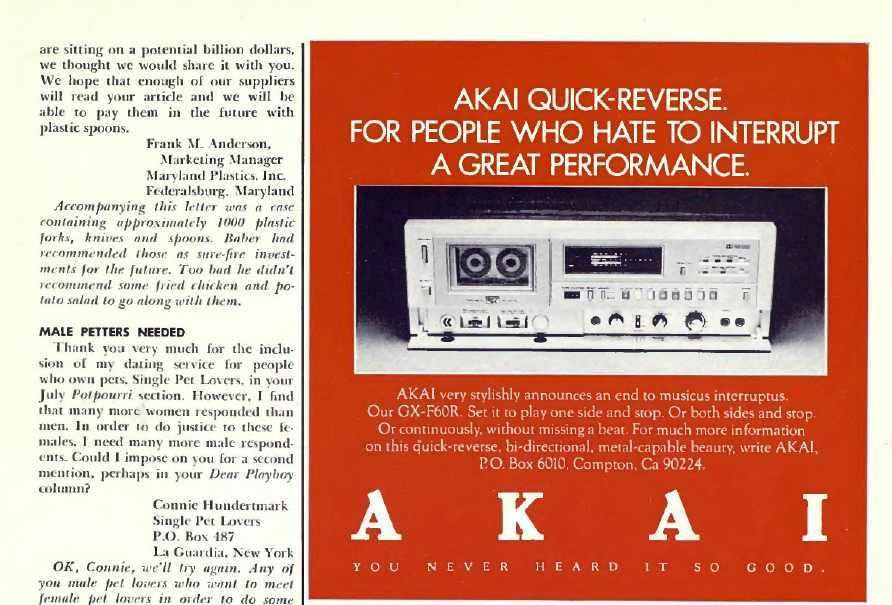 are sitting on a potential billion dollars,
we thought we would share it with you.
We hope that enough of our suppliers
will read your article and we will be
able to pay them in the future with
plastic spoons.
Frank M. Anderson,
Marketing Manager
Maryland Plastics, Inc.
Federalsburg, Maryland
Accompanying this letter was a case
containing approximately 1000 plastic
forks, knives and spoons. Baber had
recommended those as sure-fire invest-
ments for the future. Too bad he didn't
recommend some fried chicken and po-
tato salad to go along with them.
MALE PETTERS NEEDED
Thank you very much for the inclu-
sion of my dating service for people
who own pets, Single Pet Lovers, in your
July Potpourri section. However, I find
that many more women responded than
men. In order to do justice to these fe-
males, I need many more male respond-
ents. Could I impose on you for a second
mention, perhaps in your Dear Playboy
column?
Connie Hundertmark
Single Pet Lovers
P.O. Box 487
La Guardia, New York
OK, Connie, we'll try again. Any of
you male pet lovers who want to meet
female pet lovers in order to do some
AKAI QUICK-REVERSE.
FOR PEOPLE WHO HATE TO INTERRUPT
A GREAT PERFORMANCE.
AKAI very stylishly announces an end to musicus interruptus.
Our GX-F60R. Set it to play one side and stop. Or both sides and stop.
Or continuously, without missing a beat. For much more information
on this quick-reverse, bi-directional, metal-capable beauty, write AKAI,
P.O. Box 6010, Compton, Ca 90224.
AKAI
YOU NEVER HEARD IT SO GOOD.